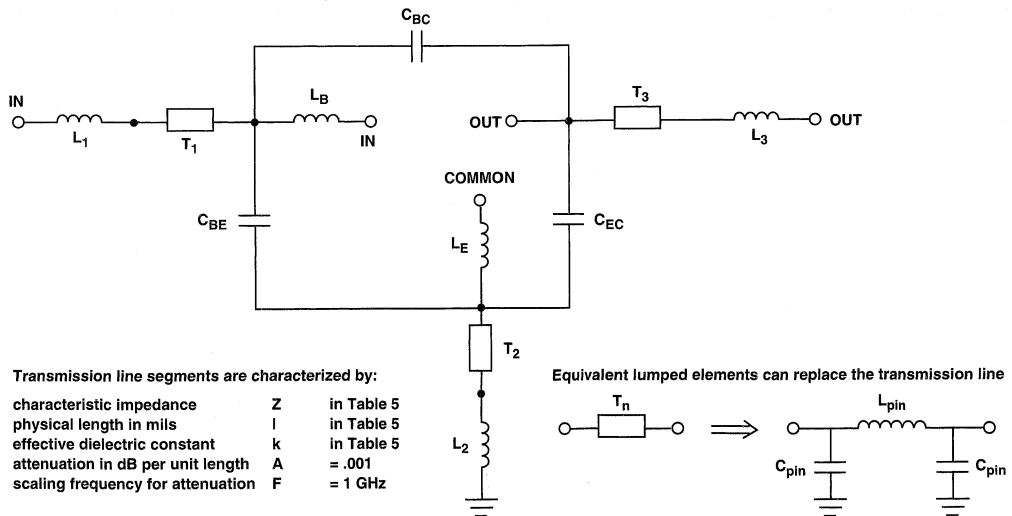 C_BC
IN
L_1
T_1
L_B
IN
OUT
T_3
L_3
OUT
COMMON
C_BE
L_E
C_EC
T_2
L_2
Transmission line segments are characterized by:
characteristic impedance Z in Table 5
physical length in mils l in Table 5
effective dielectric constant k in Table 5
attenuation in dB per unit length A = .001
scaling frequency for attenuation F = 1 GHz
Equivalent lumped elements can replace the transmission line
T_n
L_pin
C_pin
C_pin